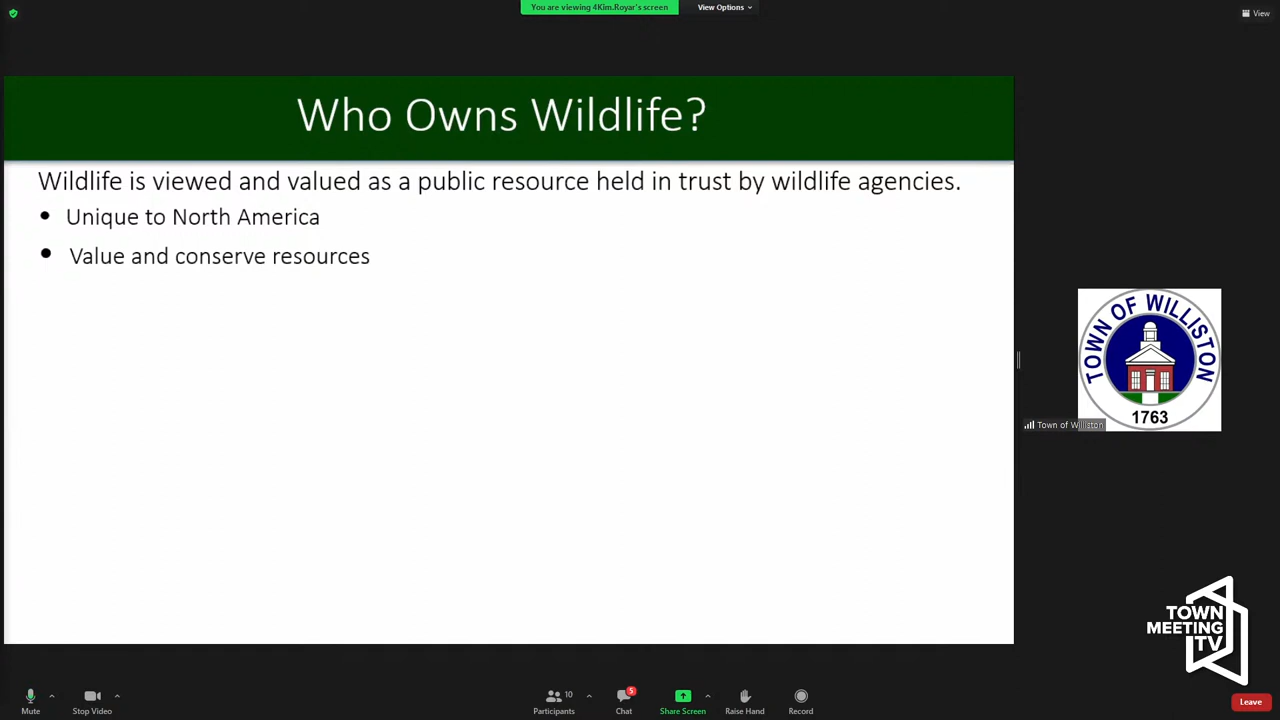 You are viewing 4Kim.Royar's screen
View Options
View
Who Owns Wildlife?
Wildlife is viewed and valued as a public resource held in trust by wildlife agencies.
• Unique to North America
• Value and conserve resources
TOWN OF WILLISTON
1763
Town of Williston
TOWN
MEETING
TV
Mute
Stop Video
Participants
10
Chat
5
Share Screen
Raise Hand
Record
Leave